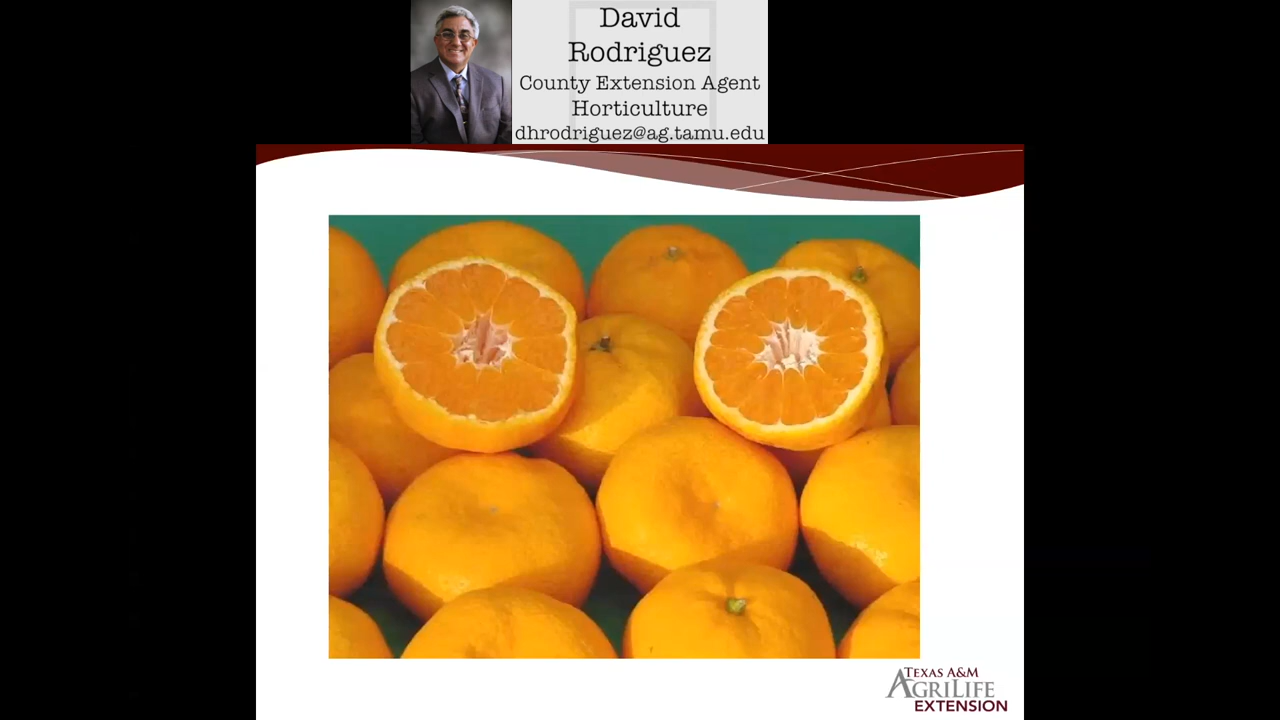 David
Rodriguez
County Extension Agent
Horticulture
dhrodriguez@ag.tamu.edu
TEXAS A&M
AGRILIFE
EXTENSION